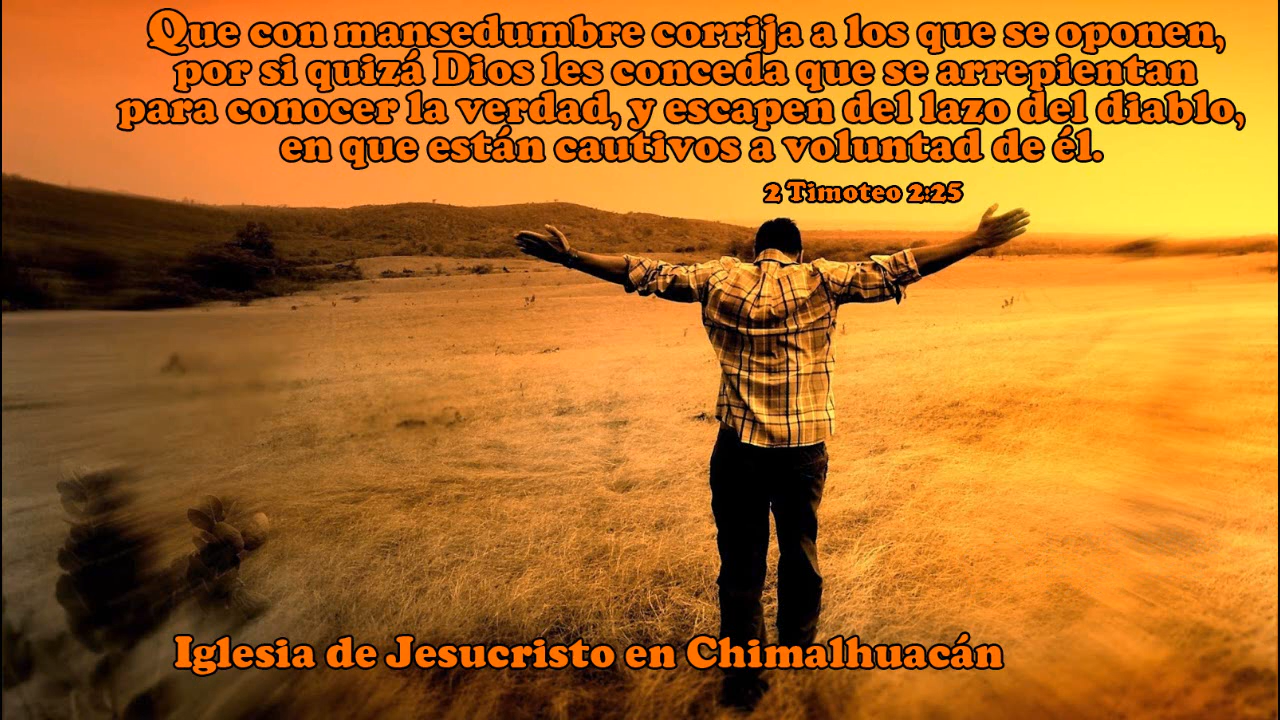 Que con mansedumbre corrija a los que se oponen,
por si quizá Dios les conceda que se arrepientan
para conocer la verdad, y escapen del lazo del diablo,
en que están cautivos a voluntad de él.
2 Timoteo 2:25
Iglesia de Jesucristo en Chimalhuacán